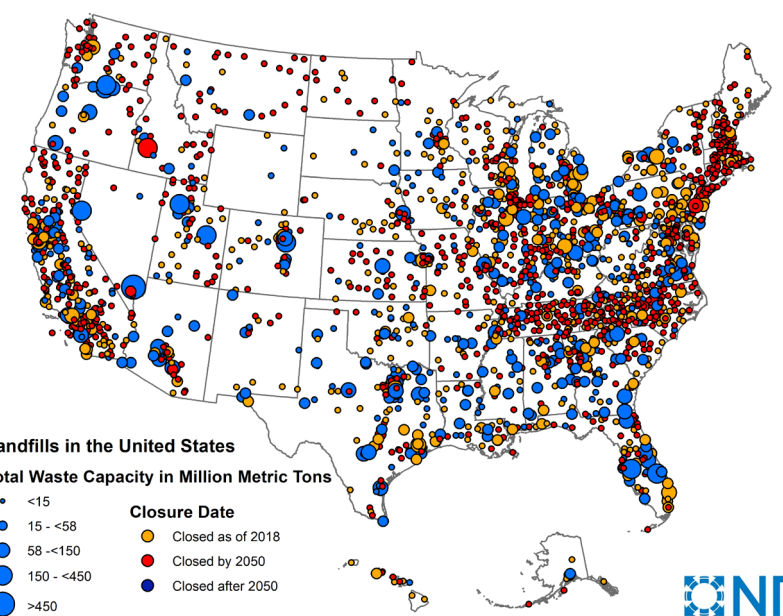 andfills in the United States
otal Waste Capacity in Million Metric Tons
<15
15 - <58
58 -<150
150 - <450
>450
Closure Date
Closed as of 2018
Closed by 2050
Closed after 2050